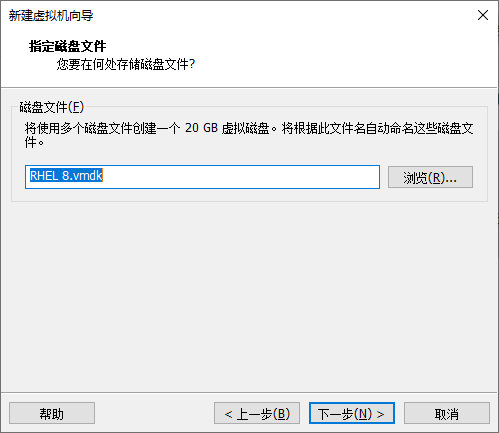 新建虚拟机向导
指定磁盘文件
您要在何处存储磁盘文件?
磁盘文件(F)
将使用多个磁盘文件创建一个 20 GB 虚拟磁盘。将根据此文件名自动命名这些磁盘文
件。
RHEL 8.vmdk
浏览(R)...
帮助
< 上一步(B)
下一步(N) >
取消